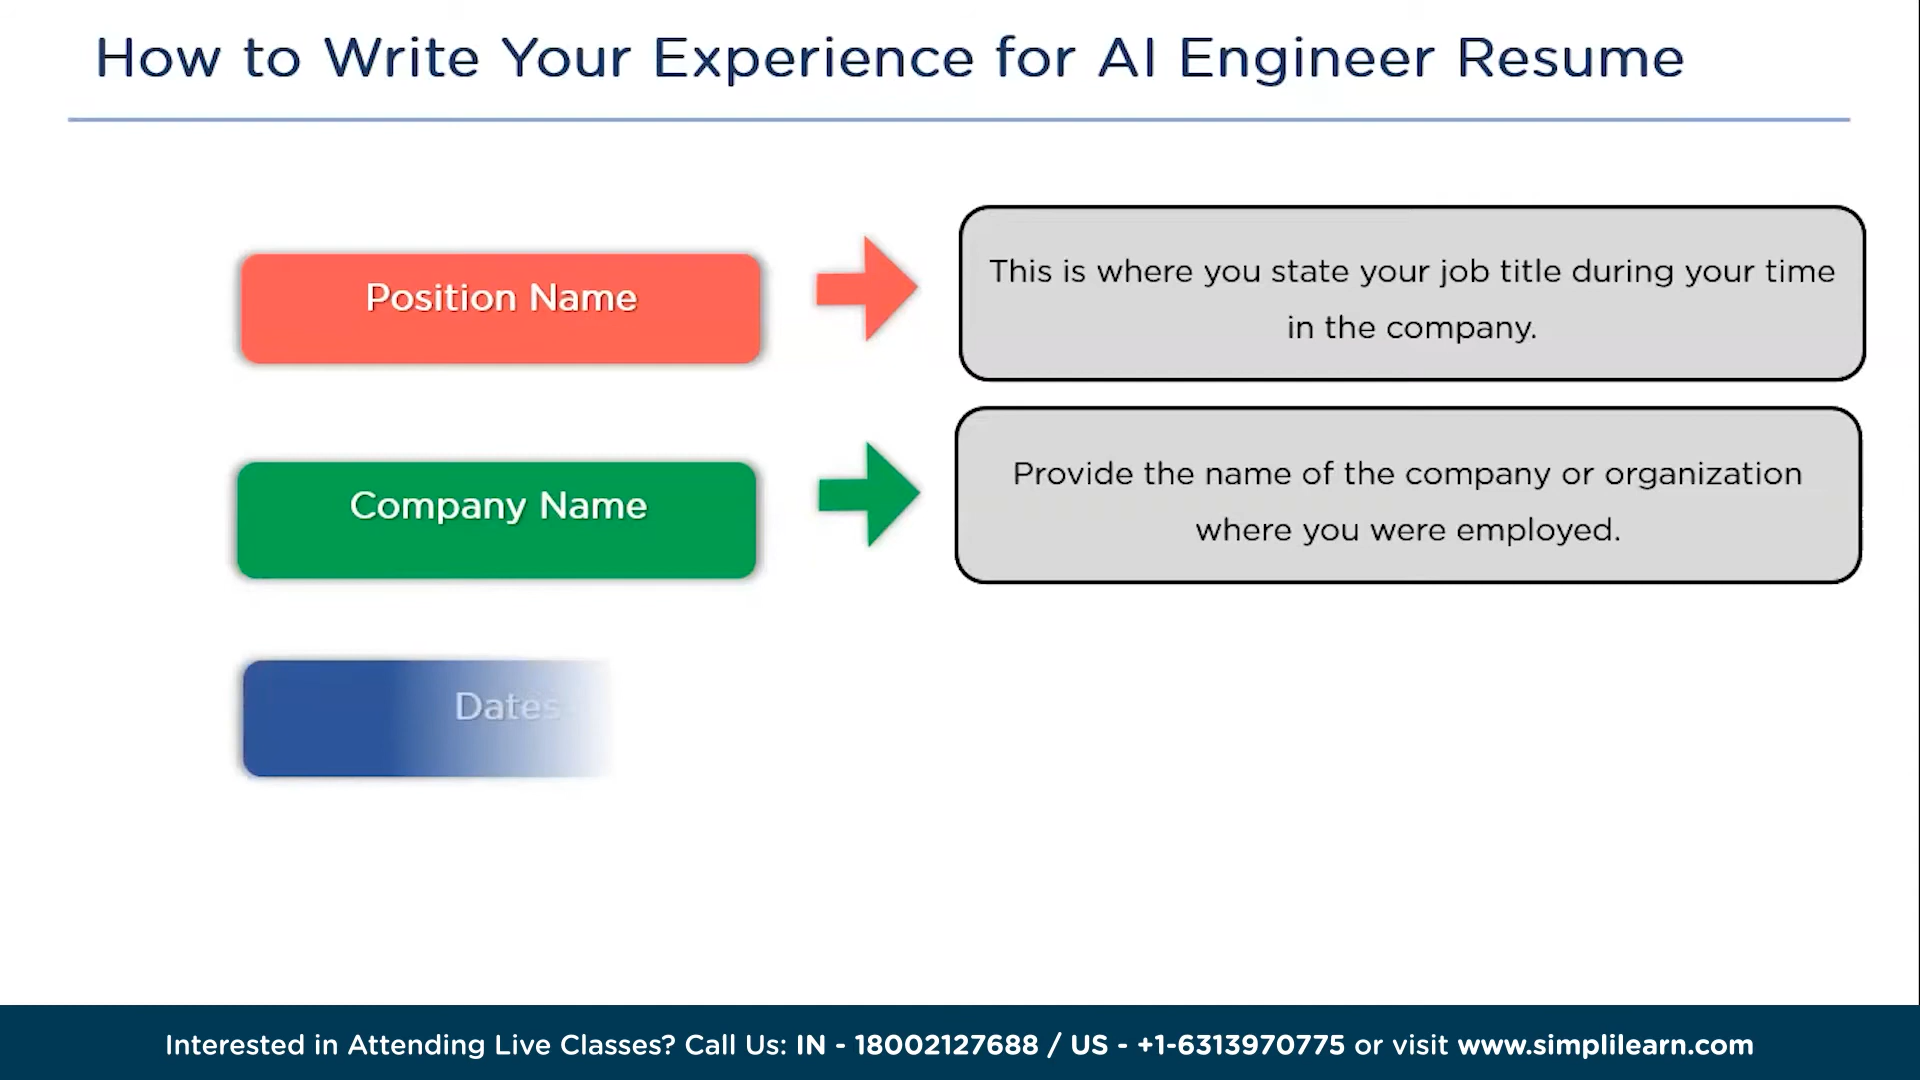 How to Write Your Experience for AI Engineer Resume
Position Name
This is where you state your job title during your time
in the company.
Company Name
Provide the name of the company or organization
where you were employed.
Dates
Interested in Attending Live Classes? Call Us: IN - 18002127688 / US - +1-6313970775 or visit www.simplilearn.com